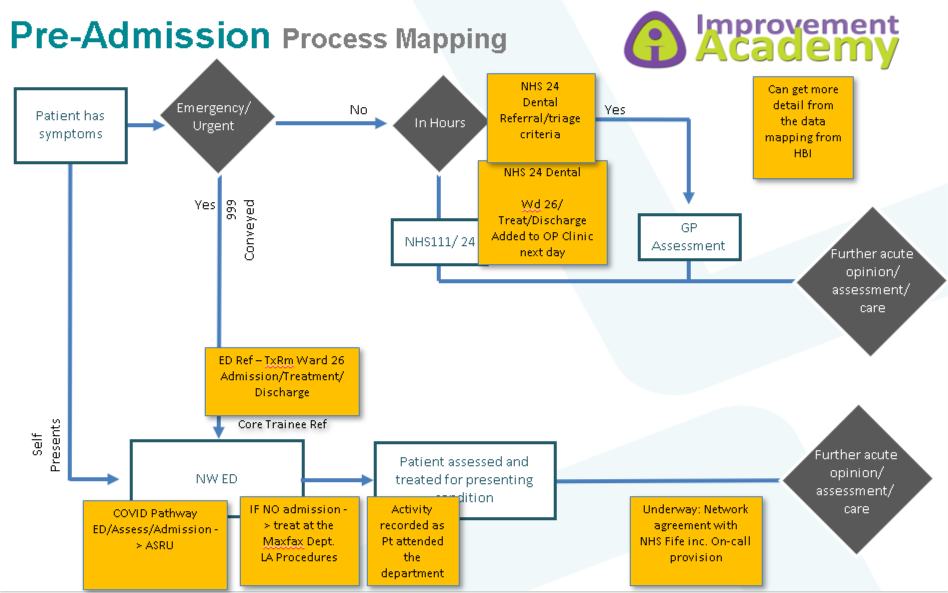 Pre-Admission Process Mapping
Improvement
Academy
Patient has
symptoms
Emergency/
Urgent
No
In Hours
NHS 24
Dental
Referral/triage
criteria
Yes
Can get more
detail from
the data
mapping from
HBI
Yes
999
Conveyed
NHS111/ 24
NHS 24 Dental
Wd 26/
Treat/Discharge
Added to OP Clinic
next day
GP
Assessment
Further acute
opinion/
assessment/
care
ED Ref – TxRm Ward 26
Admission/Treatment/
Discharge
Core Trainee Ref
Self
Presents
NW ED
Patient assessed and
treated for presenting
condition
Further acute
opinion/
assessment/
care
COVID Pathway
ED/Assess/Admission -
> ASRU
IF NO admission -
> treat at the
Maxfax Dept.
LA Procedures
Activity
recorded as
Pt attended
the
department
Underway: Network
agreement with
NHS Fife inc. On-call
provision